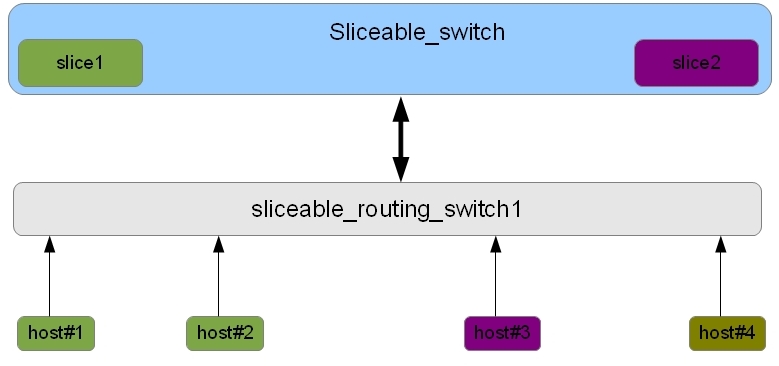 Sliceable_switch
slice1
slice2
sliceable_routing_switch1
host#1
host#2
host#3
host#4